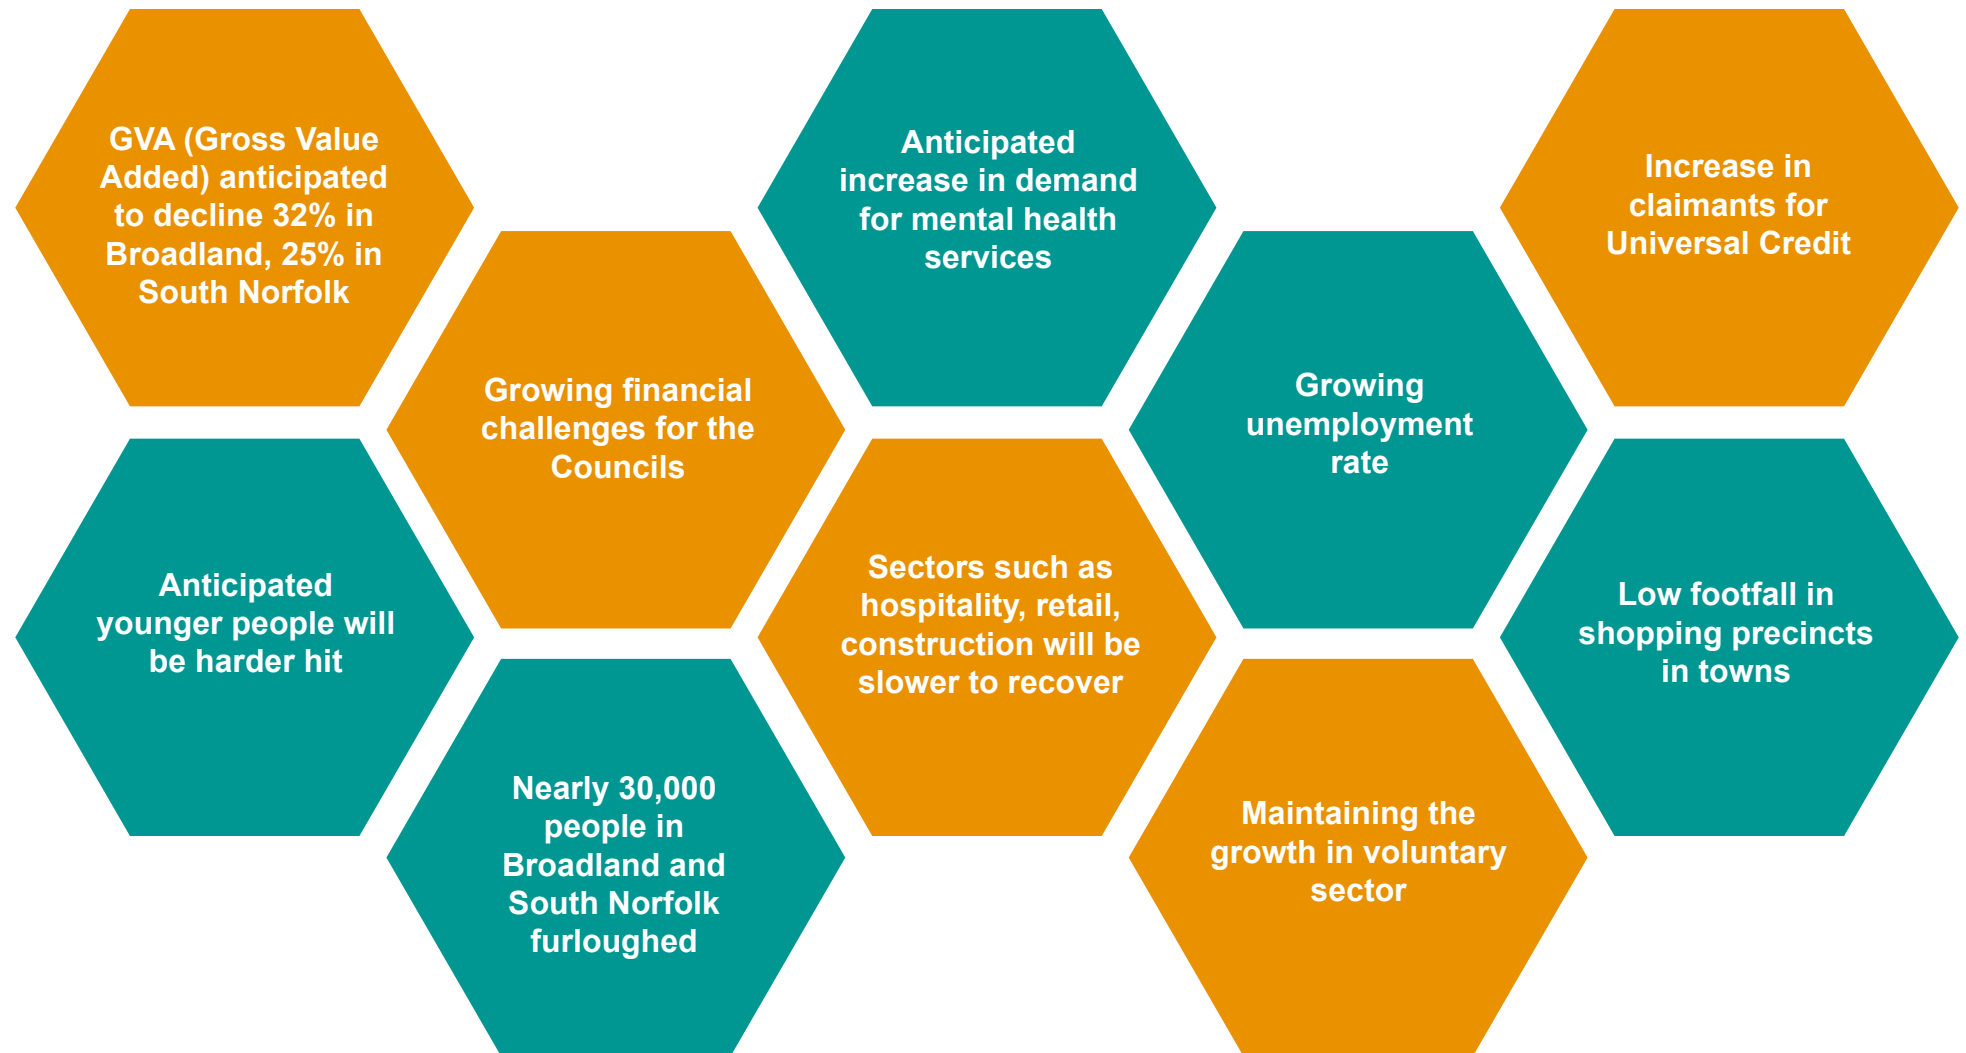 GVA (Gross Value
Added) anticipated
to decline 32% in
Broadland, 25% in
South Norfolk
Anticipated
increase in demand
for mental health
services
Increase in
claimants for
Universal Credit
Growing financial
challenges for the
Councils
Growing
unemployment
rate
Anticipated
younger people will
be harder hit
Sectors such as
hospitality, retail,
construction will be
slower to recover
Low footfall in
shopping precincts
in towns
Nearly 30,000
people in
Broadland and
South Norfolk
furloughed
Maintaining the
growth in voluntary
sector